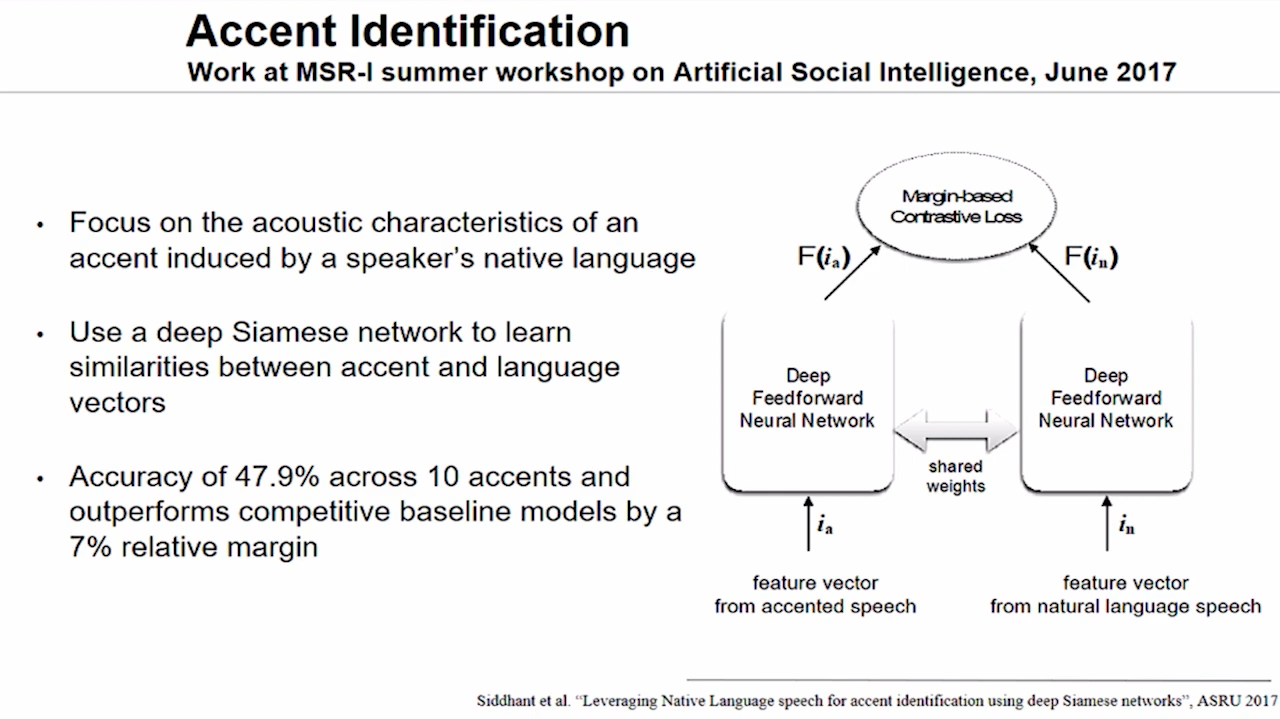 Accent Identification
Work at MSR-I summer workshop on Artificial Social Intelligence, June 2017
• Focus on the acoustic characteristics of an
accent induced by a speaker's native language
• Use a deep Siamese network to learn
similarities between accent and language
vectors
• Accuracy of 47.9% across 10 accents and
outperforms competitive baseline models by a
7% relative margin
Margin-based
Contrastive Loss
F(ia)
F(in)
Deep
Feedforward
Neural Network
Deep
Feedforward
Neural Network
shared
weights
ia
in
feature vector
from accented speech
feature vector
from natural language speech
Siddhant et al. “Leveraging Native Language speech for accent identification using deep Siamese networks”, ASRU 2017